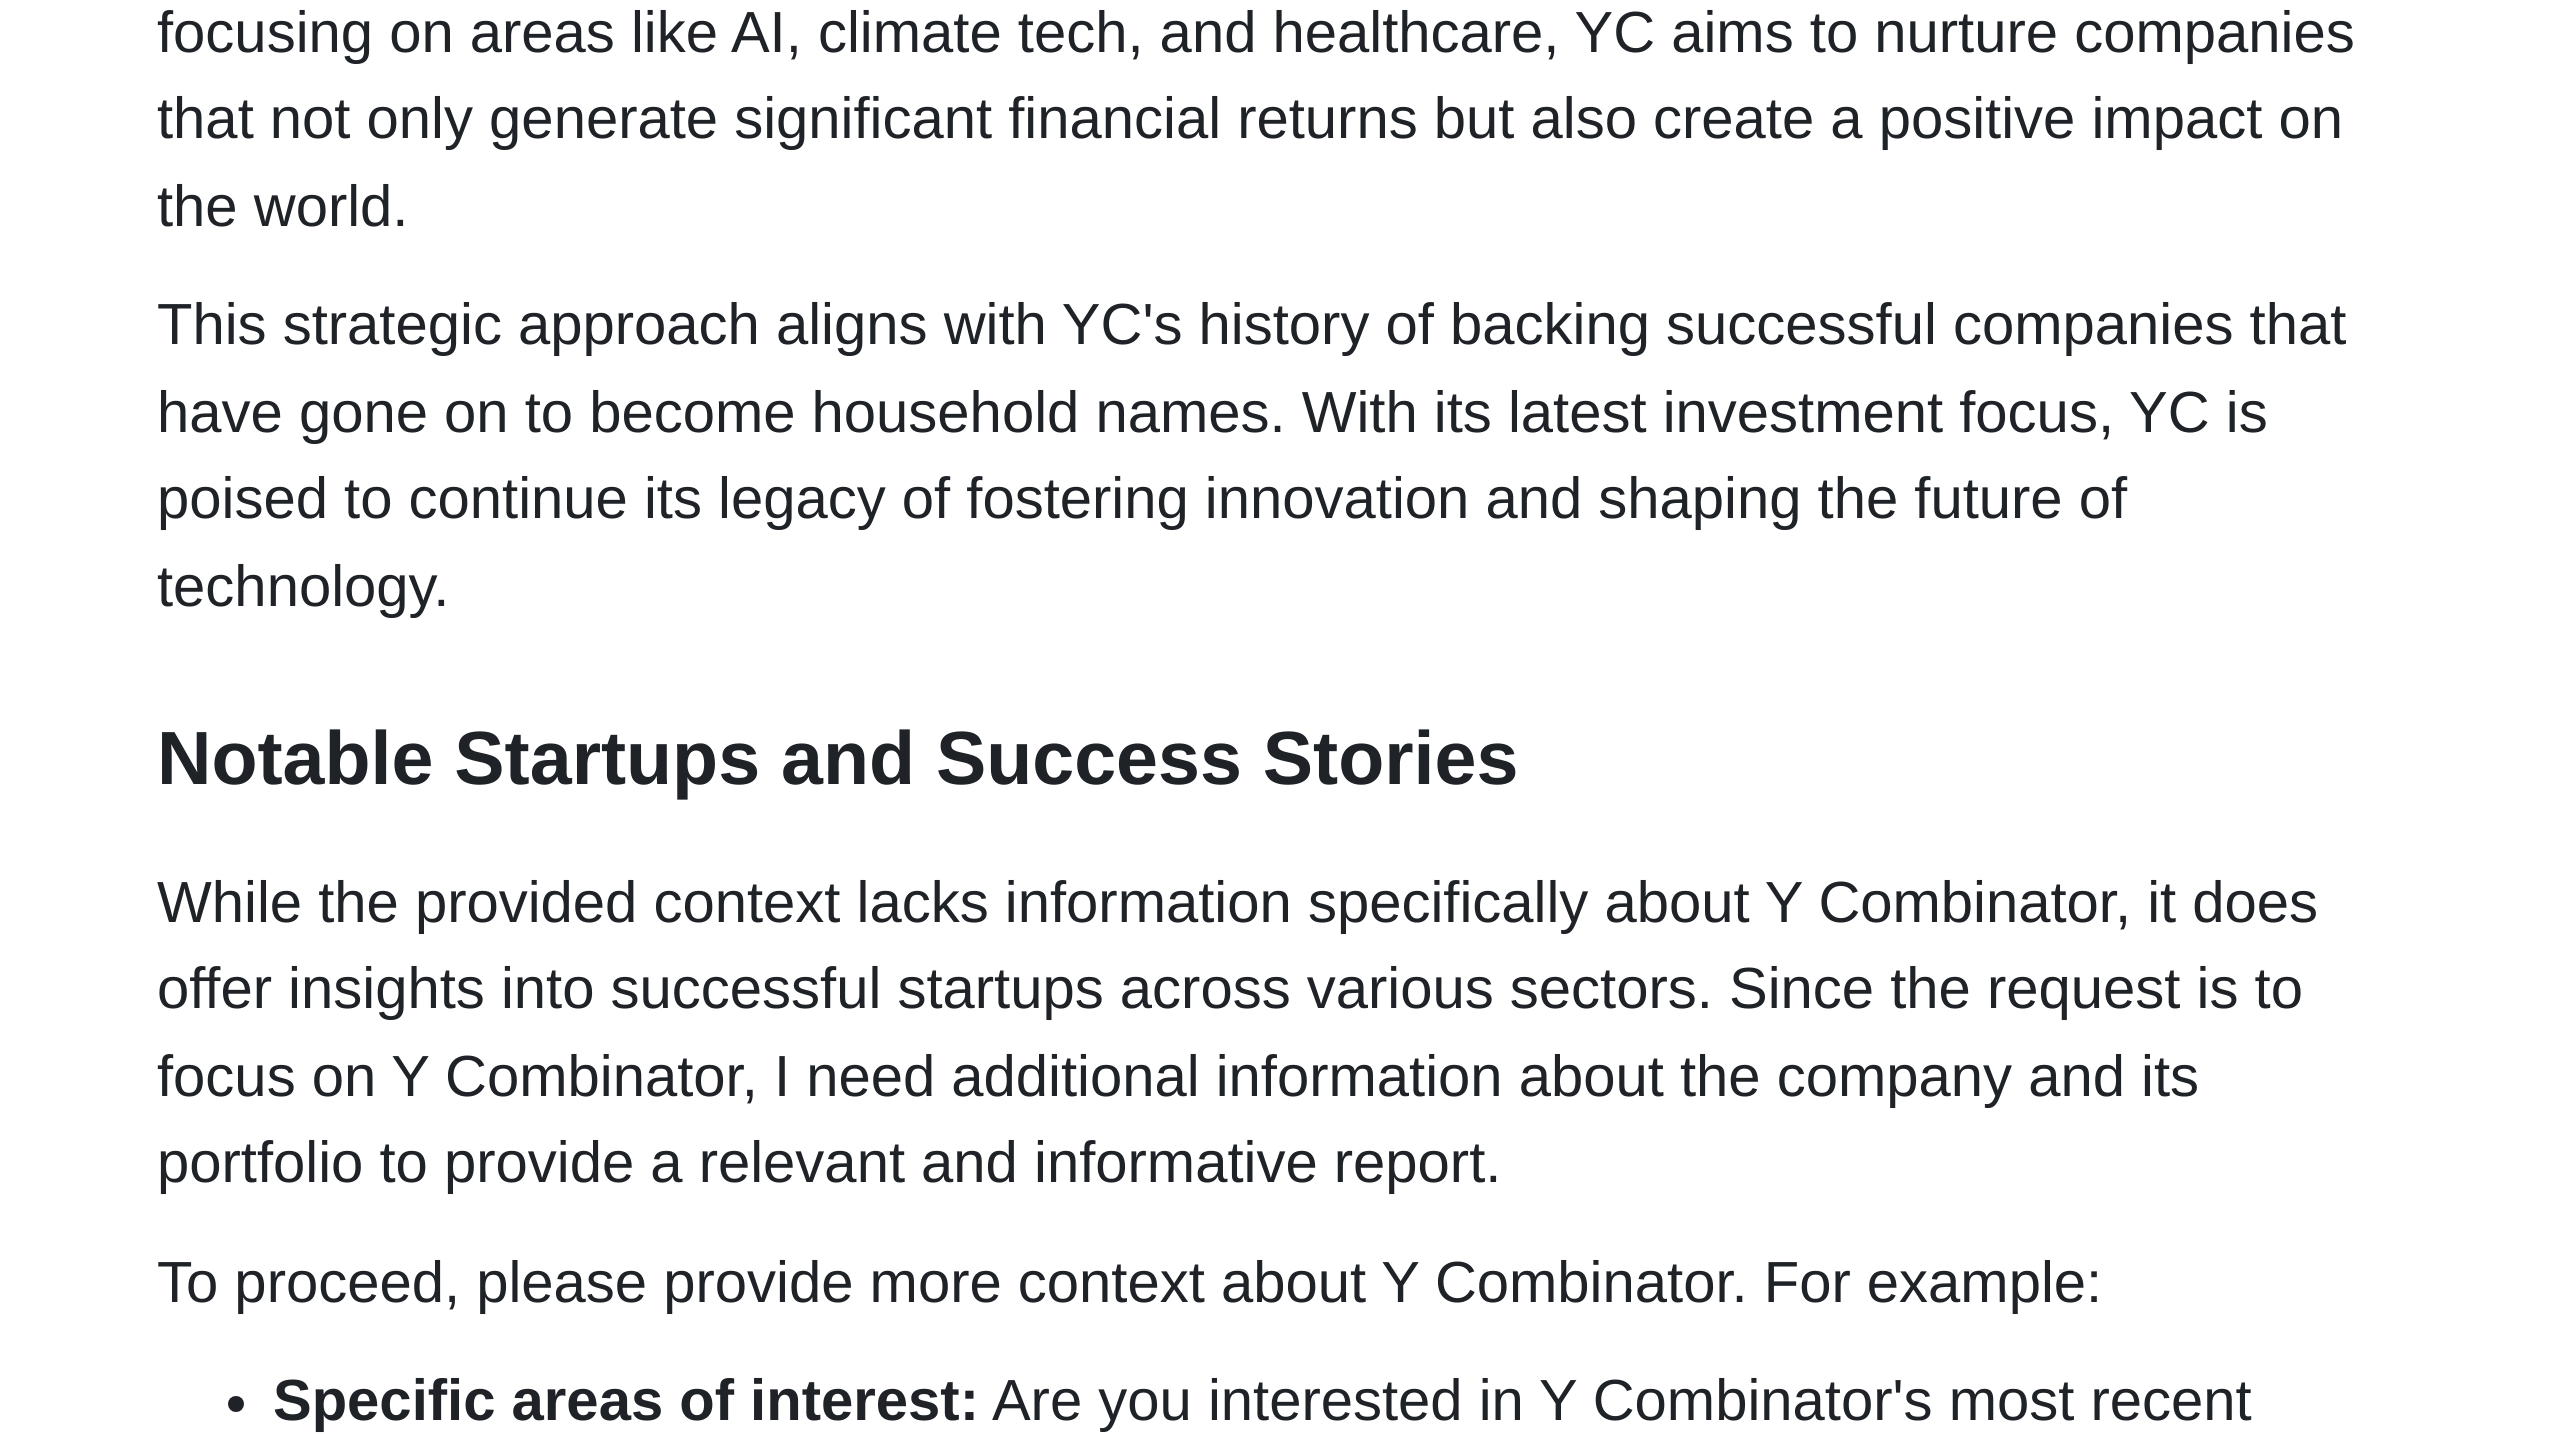 focusing on areas like AI, climate tech, and healthcare, YC aims to nurture companies
that not only generate significant financial returns but also create a positive impact on
the world.
This strategic approach aligns with YC's history of backing successful companies that
have gone on to become household names. With its latest investment focus, YC is
poised to continue its legacy of fostering innovation and shaping the future of
technology.
Notable Startups and Success Stories
While the provided context lacks information specifically about Y Combinator, it does
offer insights into successful startups across various sectors. Since the request is to
focus on Y Combinator, I need additional information about the company and its
portfolio to provide a relevant and informative report.
To proceed, please provide more context about Y Combinator. For example:
• Specific areas of interest: Are you interested in Y Combinator's most recent